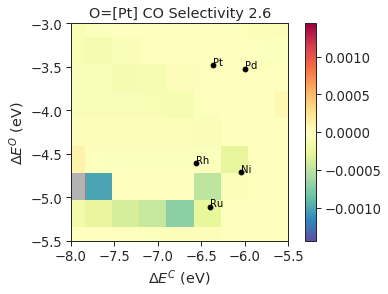 O=[Pt] CO Selectivity 2.6
−3.0
−3.5
−4.0
−4.5
−5.0
−5.5
ΔE^O (eV)
Pt
Pd
Rh
Ni
Ru
−8.0 −7.5 −7.0 −6.5 −6.0 −5.5
ΔE^C (eV)
0.0010
0.0005
0.0000
−0.0005
−0.0010